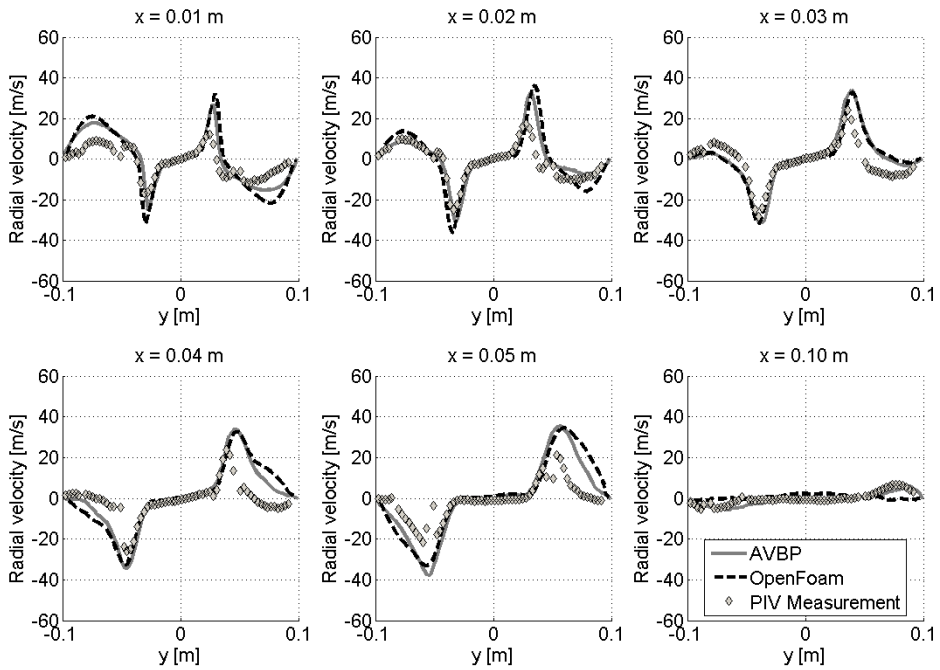 x = 0.01 m
x = 0.02 m
x = 0.03 m
Radial velocity [m/s]
60
40
20
0
-20
-40
-60
-0.1
0
0.1
y [m]
Radial velocity [m/s]
60
40
20
0
-20
-40
-60
-0.1
0
0.1
y [m]
Radial velocity [m/s]
60
40
20
0
-20
-40
-60
-0.1
0
0.1
y [m]
x = 0.04 m
x = 0.05 m
x = 0.10 m
Radial velocity [m/s]
60
40
20
0
-20
-40
-60
-0.1
0
0.1
y [m]
Radial velocity [m/s]
60
40
20
0
-20
-40
-60
-0.1
0
0.1
y [m]
Radial velocity [m/s]
60
40
20
0
-20
-40
-60
-0.1
0
0.1
y [m]
AVBP
OpenFoam
PIV Measurement